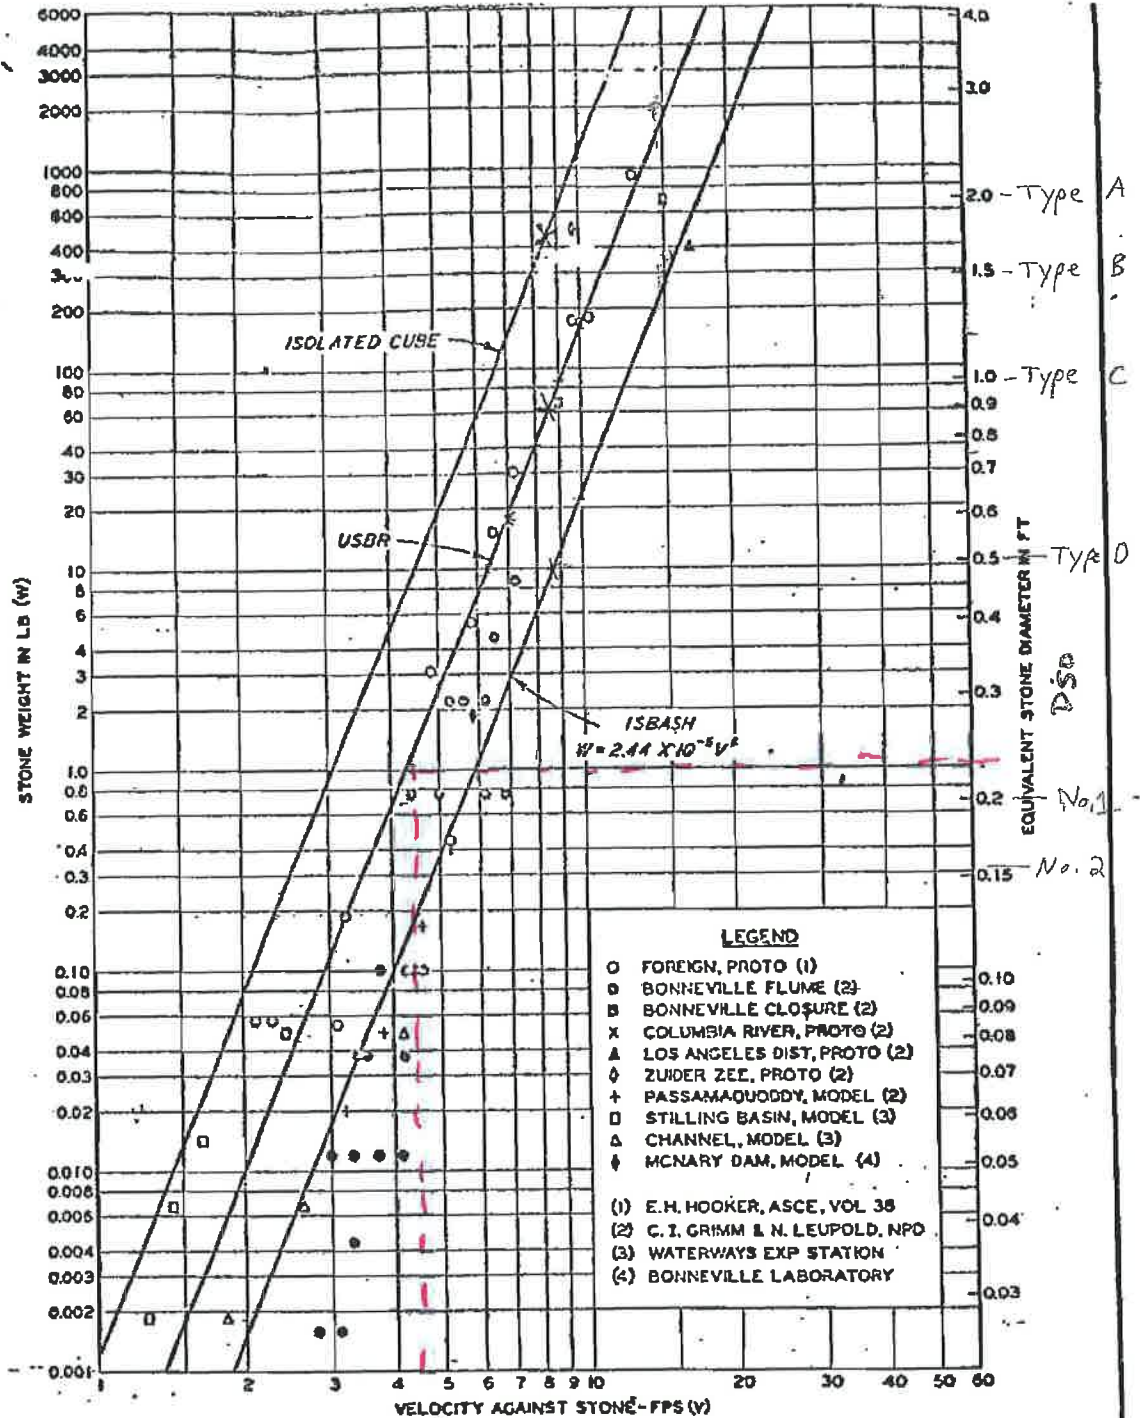 6000
4000
3000
2000
1000
800
600
400
200
100
80
60
40
30
20
10
8
6
4
3
2
1.0
0.8
0.6
0.4
0.3
0.2
0.10
0.08
0.06
0.04
0.03
0.02
0.010
0.008
0.006
0.004
0.003
0.002
0.001
STONE WEIGHT IN LB (W)
ISOLATED CUBE
USBR
ISBASH
4.0
3.0
2.0 - Type A
1.5 - Type B
1.0 - Type C
0.9
0.8
0.7
0.6
0.5 - Type D
0.4
0.3
0.2 - No.1
0.15 - No. 2
0.10
0.09
0.08
0.07
0.06
0.05
0.04
0.03
EQUIVALENT STONE DIAMETER IN FT
D50
LEGEND
FOREIGN, PROTO (1)
BONNEVILLE FLUME (2)
BONNEVILLE CLOSURE (2)
COLUMBIA RIVER, PROTO (2)
LOS ANGELES DIST, PROTO (2)
ZUIDER ZEE, PROTO (2)
PASSAMAQUODDY, MODEL (2)
STILLING BASIN, MODEL (3)
CHANNEL, MODEL (3)
MCNARY DAM, MODEL (4)
(1) E.H. HOOKER, ASCE, VOL 36
(2) C. I. GRIMM & N. LEUPOLD, NPD
(3) WATERWAYS EXP STATION
(4) BONNEVILLE LABORATORY
1 2 3 4 5 6 7 8 9 10 20 30 40 50 60
VELOCITY AGAINST STONE-FPS (V)